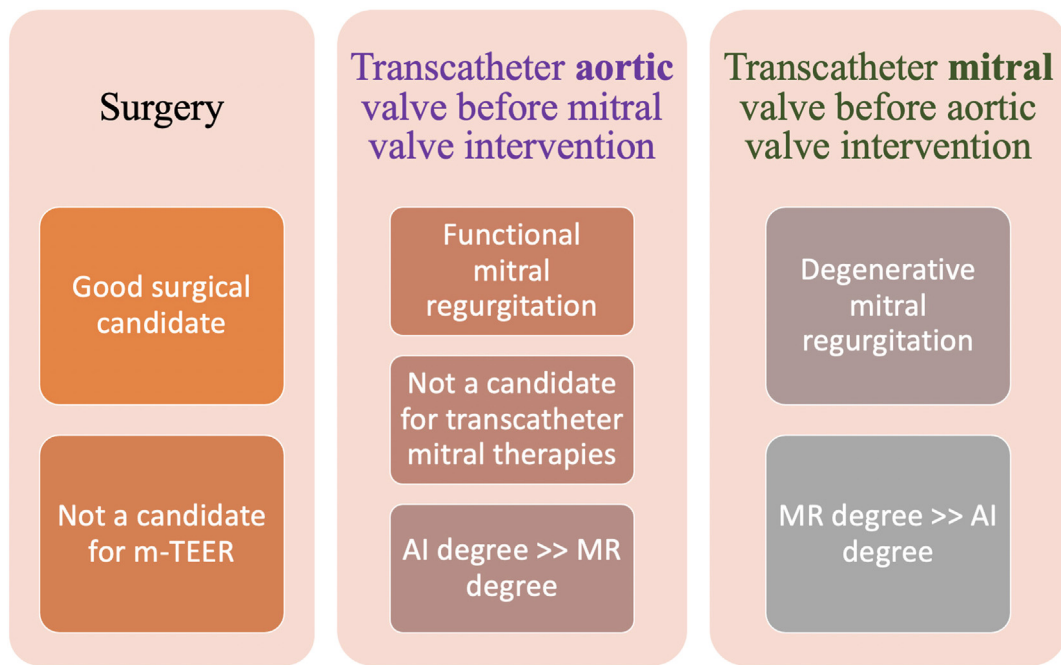 Surgery
Good surgical
candidate
Not a candidate
for m-TEER
Transcatheter aortic
valve before mitral
valve intervention
Functional
mitral
regurgitation
Not a candidate
for transcatheter
mitral therapies
AI degree >> MR
degree
Transcatheter mitral
valve before aortic
valve intervention
Degenerative
mitral
regurgitation
MR degree >> AI
degree